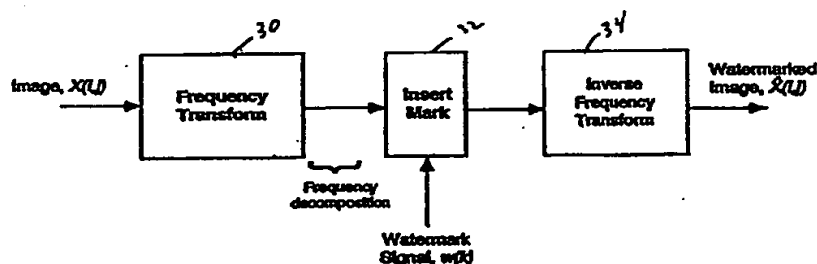 30
32
34
Image, X(i,j)
Frequency
Transform
Insert
Mark
Inverse
Frequency
Transform
Watermarked
Image, X̂(i,j)
Frequency
decomposition
Watermark
Signal, w(k)